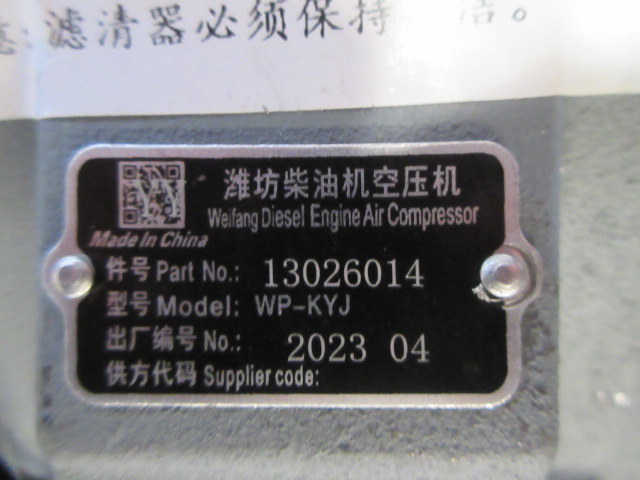 :滤清器必须保持 洁。
潍坊柴油机空压机
Weifang Diesel Engine Air Compressor
Made In China
件号 Part No.: 13026014
型号 Model: WP-KYJ
出厂编号 No.: 2023 04
供方代码 Supplier code: